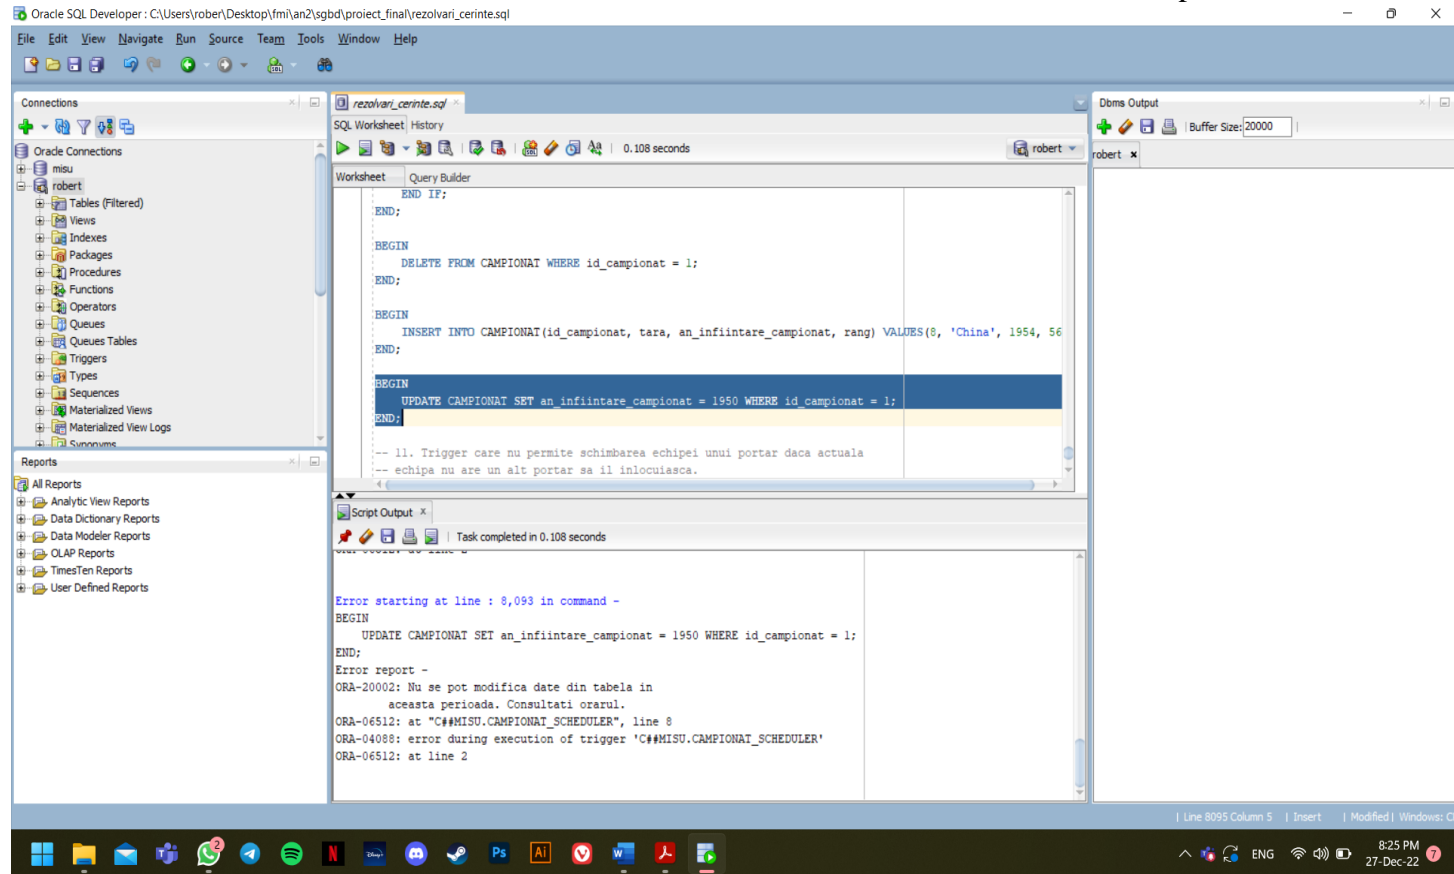 Oracle SQL Developer : C:\Users\rober\Desktop\fmi\an2\sgbd\proiect_final\rezolvari_cerinte.sql
File Edit View Navigate Run Source Team Tools Window Help
Connections
Oracle Connections
misu
robert
Tables (Filtered)
Views
Indexes
Packages
Procedures
Functions
Operators
Queues
Queues Tables
Triggers
Types
Sequences
Materialized Views
Materialized View Logs
Synonyms
Reports
All Reports
Analytic View Reports
Data Dictionary Reports
Data Modeler Reports
OLAP Reports
TimesTen Reports
User Defined Reports
rezolvari_cerinte.sql
SQL Worksheet History
0.108 seconds
robert
Worksheet Query Builder
END IF;
END;
BEGIN
DELETE FROM CAMPIONAT WHERE id_campionat = 1;
END;
BEGIN
INSERT INTO CAMPIONAT(id_campionat, tara, an_infiintare_campionat, rang) VALUES(8, 'China', 1954, 56
END;
BEGIN
UPDATE CAMPIONAT SET an_infiintare_campionat = 1950 WHERE id_campionat = 1;
END;
-- 11. Trigger care nu permite schimbarea echipei unui portar daca actuala
-- echipa nu are un alt portar sa il inlocuiasca.
Script Output
Task completed in 0.108 seconds
ORA-06512: at line 2
Error starting at line : 8,093 in command -
BEGIN
UPDATE CAMPIONAT SET an_infiintare_campionat = 1950 WHERE id_campionat = 1;
END;
Error report -
ORA-20002: Nu se pot modifica date din tabela in
aceasta perioada. Consultati orarul.
ORA-06512: at "C##MISU.CAMPIONAT_SCHEDULER", line 8
ORA-04088: error during execution of trigger 'C##MISU.CAMPIONAT_SCHEDULER'
ORA-06512: at line 2
Dbms Output
Buffer Size: 20000
robert
Line 8095 Column 5 | Insert | Modified | Windows: C
2
N
Ps
Ai
W
ENG
8:25 PM
27-Dec-22
7